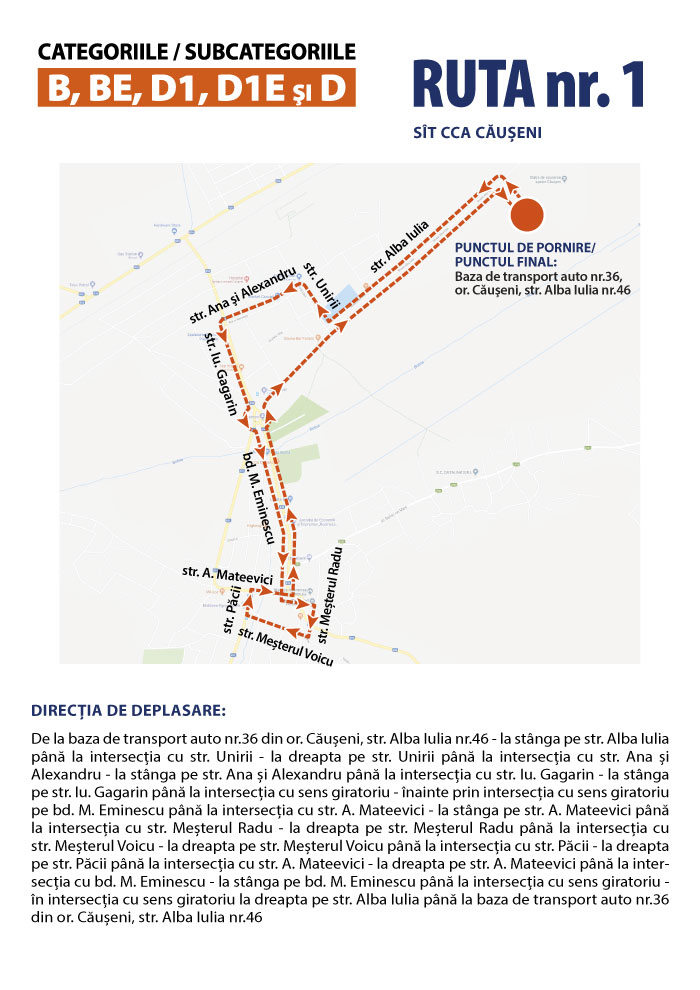 CATEGORIILE / SUBCATEGORIILE
B, BE, D1, D1E ȘI D
RUTA nr. 1
SÎT CCA CĂUȘENI
str. Alba Iulia
PUNCTUL DE PORNIRE/
PUNCTUL FINAL:
Baza de transport auto nr.36,
or. Căușeni, str. Alba Iulia nr.46
str. Unirii
str. Ana și Alexandru
str. Iu. Gagarin
bd. M. Eminescu
str. A. Mateevici
str. Păcii
str. Meșterul Radu
str. Meșterul Voicu
DIRECȚIA DE DEPLASARE:
De la baza de transport auto nr.36 din or. Căușeni, str. Alba Iulia nr.46 - la stânga pe str. Alba Iulia
până la intersecția cu str. Unirii - la dreapta pe str. Unirii până la intersecția cu str. Ana și
Alexandru - la stânga pe str. Ana și Alexandru până la intersecția cu str. Iu. Gagarin - la stânga
pe str. Iu. Gagarin până la intersecția cu sens giratoriu - înainte prin intersecția cu sens giratoriu
pe bd. M. Eminescu până la intersecția cu str. A. Mateevici - la stânga pe str. A. Mateevici până
la intersecția cu str. Meșterul Radu - la dreapta pe str. Meșterul Radu până la intersecția cu
str. Meșterul Voicu - la dreapta pe str. Meșterul Voicu până la intersecția cu str. Păcii - la dreapta
pe str. Păcii până la intersecția cu str. A. Mateevici - la dreapta pe str. A. Mateevici până la inter-
secția cu bd. M. Eminescu - la stânga pe bd. M. Eminescu până la intersecția cu sens giratoriu -
în intersecția cu sens giratoriu la dreapta pe str. Alba Iulia până la baza de transport auto nr.36
din or. Căușeni, str. Alba Iulia nr.46